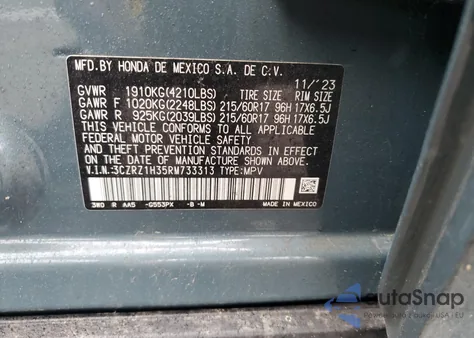 MFD.BY HONDA DE MEXICO S.A. DE C.V.
11/'23
GVWR 1910KG(4210LBS) TIRE SIZE RIM SIZE
GAWR F 1020KG(2248LBS) 215/60R17 96H 17X6.5J
GAWR R 925KG(2039LBS) 215/60R17 96H 17X6.5J
THIS VEHICLE CONFORMS TO ALL APPLICABLE
FEDERAL MOTOR VEHICLE SAFETY AND THEFT
PREVENTION STANDARDS IN EFFECT ON THE DATE
OF MANUFACTURE SHOWN ABOVE.
V.I.N.:3CZRZ1H35RM733313 TYPE:MPV
3W0 R AA5 -G553PX -B -M
MADE IN MEXICO
autoSnap